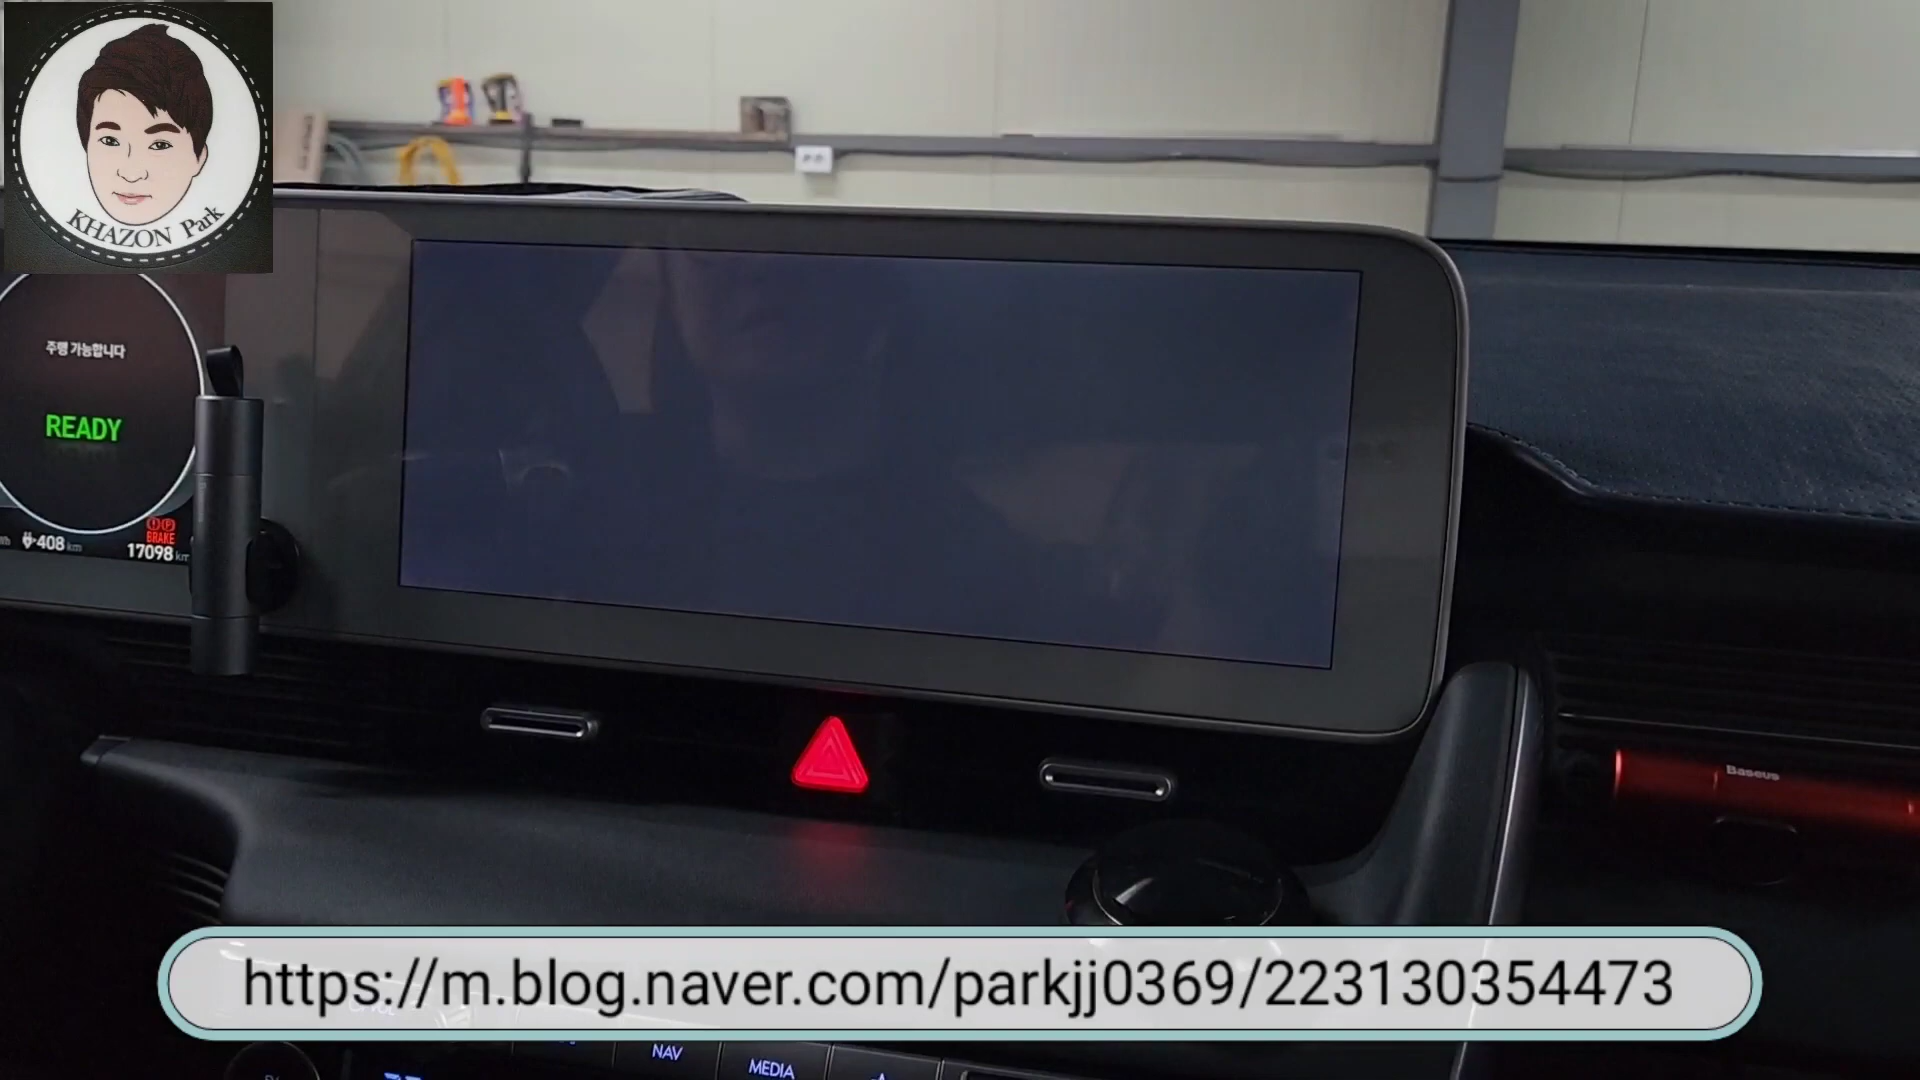 KHAZON Park
주행 가능합니다
READY
408 km
BRAKE
17098 km
Baseus
https://m.blog.naver.com/parkjj0369/223130354473
NAV
MEDIA